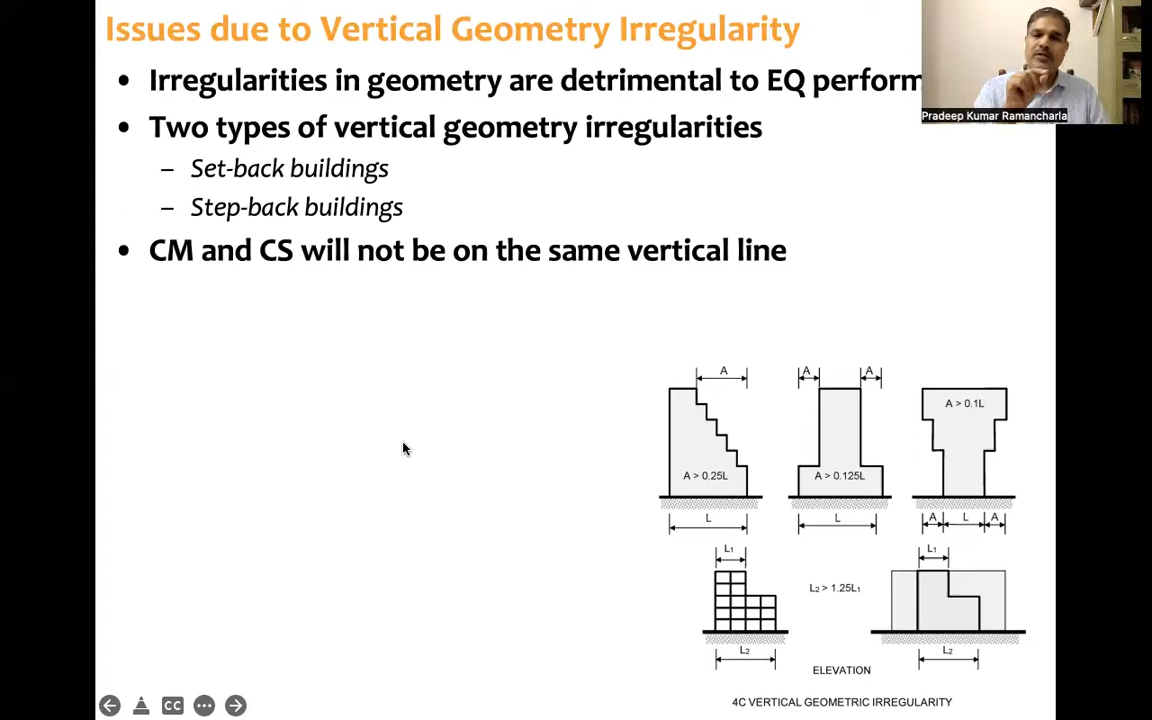 Issues due to Vertical Geometry Irregularity
• Irregularities in geometry are detrimental to EQ perform
Pradeep Kumar Ramancharla
• Two types of vertical geometry irregularities
– Set-back buildings
– Step-back buildings
• CM and CS will not be on the same vertical line
A
A A
A > 0.25L
A > 0.125L
A > 0.1L
L
L
A L A
L1
L2 > 1.25L1
L1
L2
L2
ELEVATION
4C VERTICAL GEOMETRIC IRREGULARITY
CC